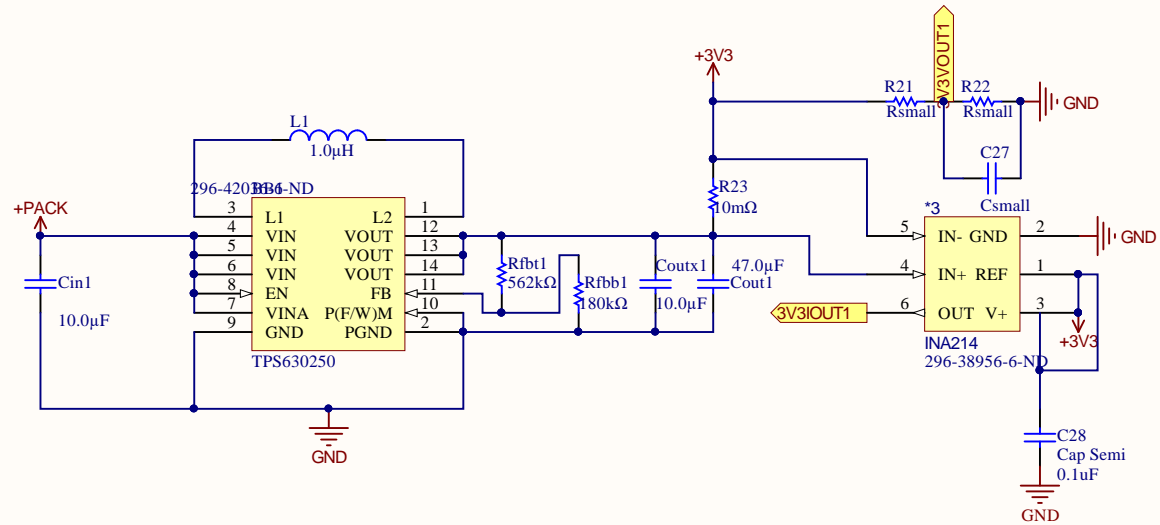 +3V3
V3VOUT1
R21
Rsmall
R22
Rsmall
GND
C27
Csmall
L1
1.0µH
296-42036-1-ND
BB1
+PACK
3 L1 L2 1
4 VIN VOUT 12
5 VIN VOUT 13
6 VIN VOUT 14
8 EN FB 11
7 VINA P(F/W)M 10
9 GND PGND 2
TPS630250
Cin1
10.0µF
GND
Rfbt1
562kΩ
Rfbb1
180kΩ
Coutx1
10.0µF
47.0µF
Cout1
R23
10mΩ
*3
5 IN- GND 2
4 IN+ REF 1
6 OUT V+ 3
INA214
296-38956-6-ND
3V3IOUT1
GND
+3V3
C28
Cap Semi
0.1uF
GND